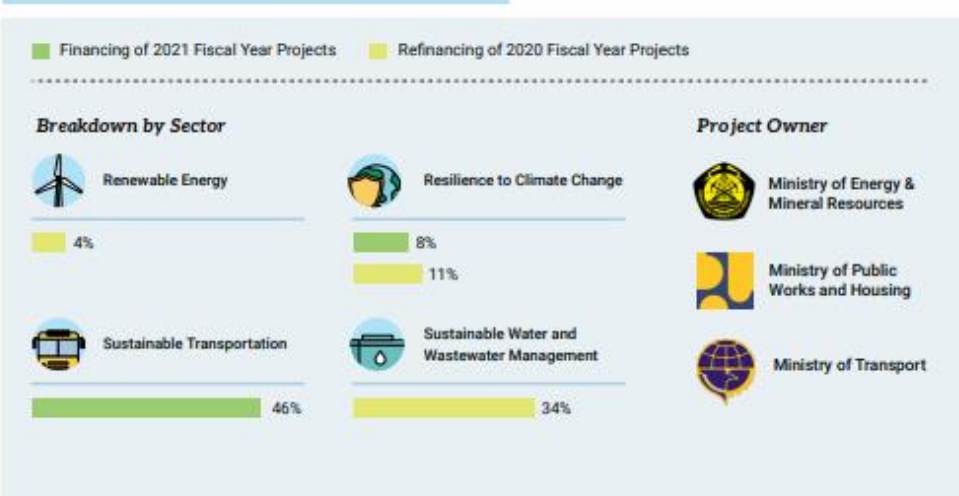 Financing of 2021 Fiscal Year Projects
Refinancing of 2020 Fiscal Year Projects
Breakdown by Sector
Renewable Energy
4%
Resilience to Climate Change
8%
11%
Sustainable Transportation
46%
Sustainable Water and
Wastewater Management
34%
Project Owner
Ministry of Energy &
Mineral Resources
Ministry of Public
Works and Housing
Ministry of Transport